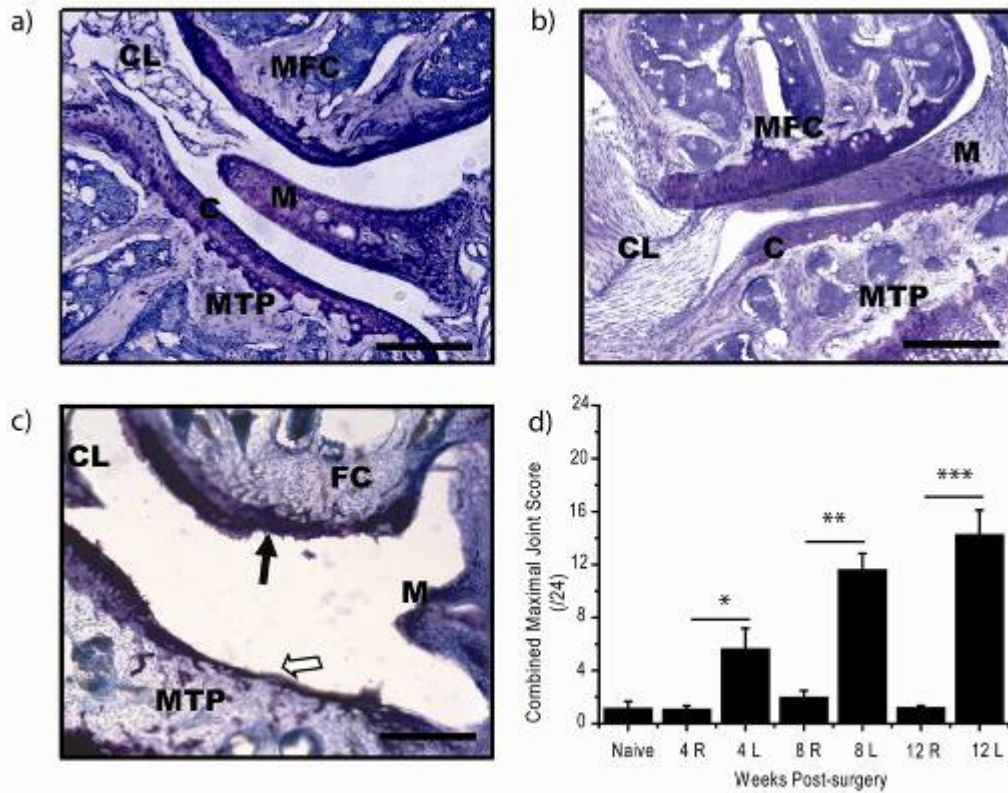 a)
CL
MFC
M
C
MTP
b)
MFC
M
CL
C
MTP
c)
CL
FC
M
MTP
d)
Combined Maximal Joint Score
(/24)
24
20
16
12
8
4
0
*
**
***
Naive 4 R 4 L 8 R 8 L 12 R 12 L
Weeks Post-surgery